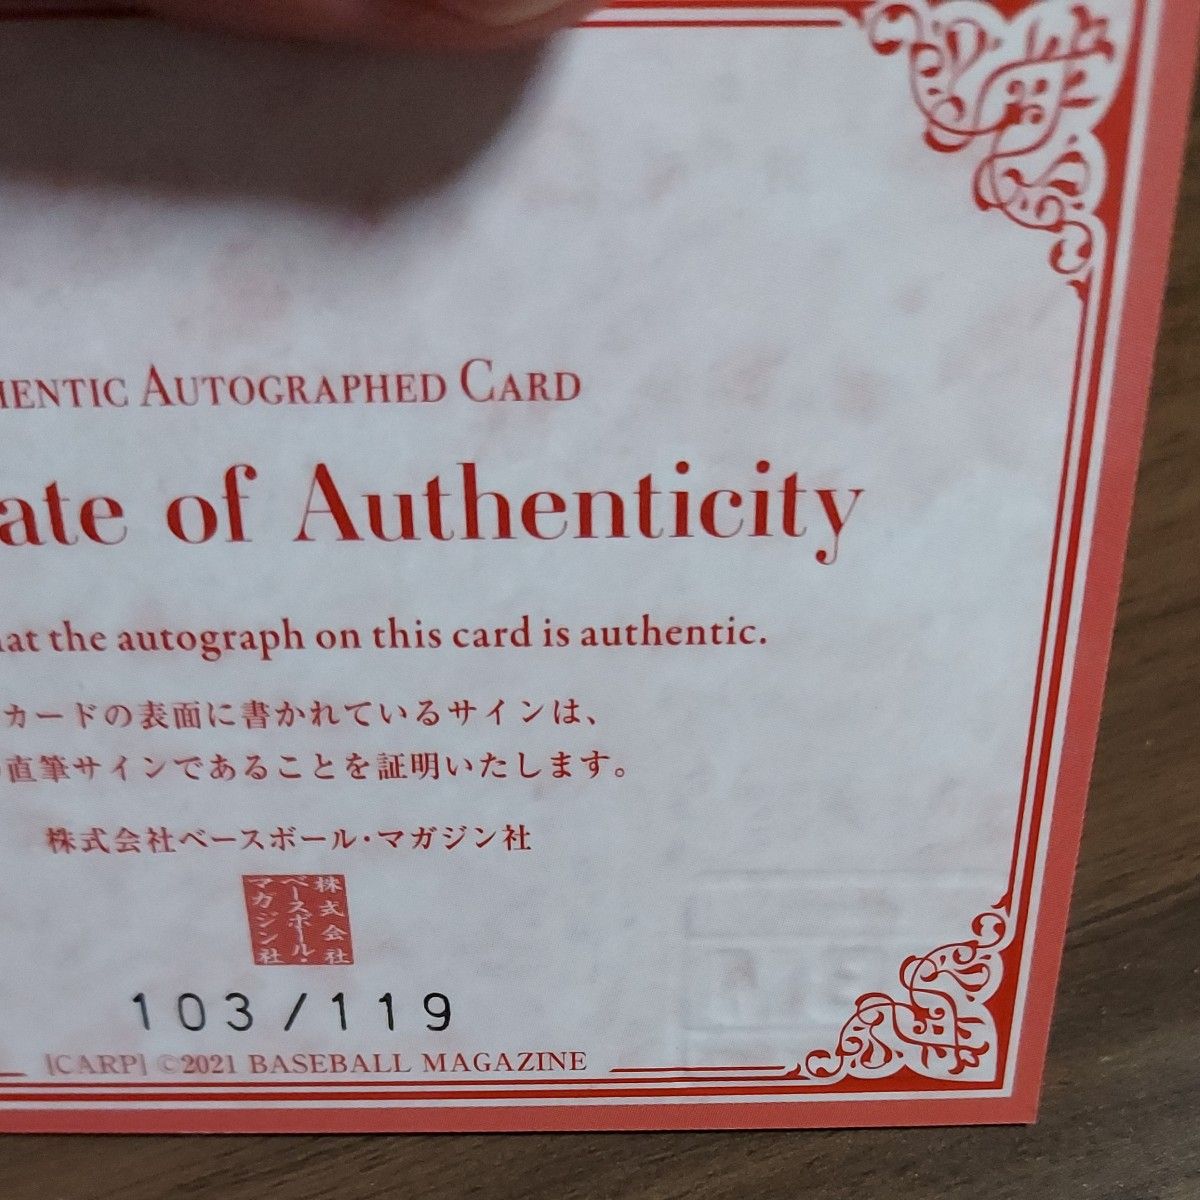 HENTIC AUTOGRAPHED CARD
ate of Authenticity
at the autograph on this card is authentic.
カードの表面に書かれているサインは、
直筆サインであることを証明いたします。
株式会社ベースボール・マガジン社
株式会社
ベースボール・
マガジン社
103/119
[CARP] ©2021 BASEBALL MAGAZINE